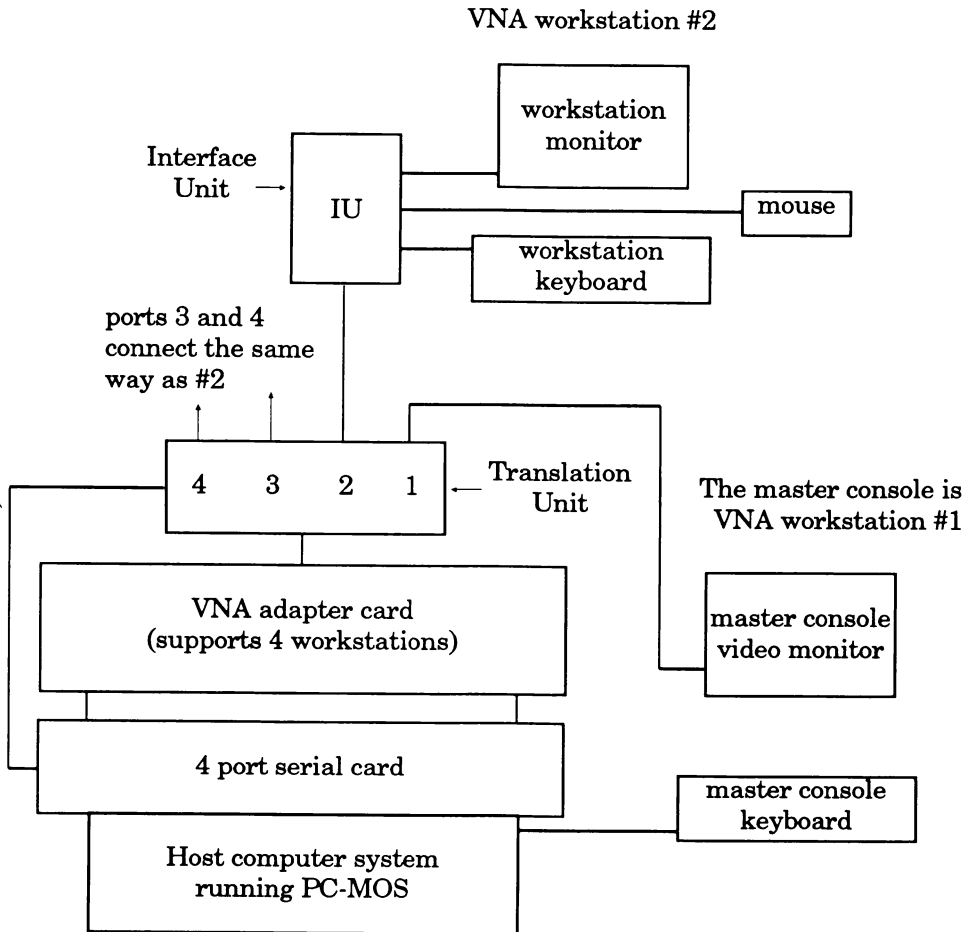 VNA workstation #2
workstation
monitor
Interface
Unit
IU
mouse
workstation
keyboard
ports 3 and 4
connect the same
way as #2
4 3 2 1
Translation
Unit
The master console is
VNA workstation #1
VNA adapter card
(supports 4 workstations)
master console
video monitor
4 port serial card
master console
keyboard
Host computer system
running PC-MOS